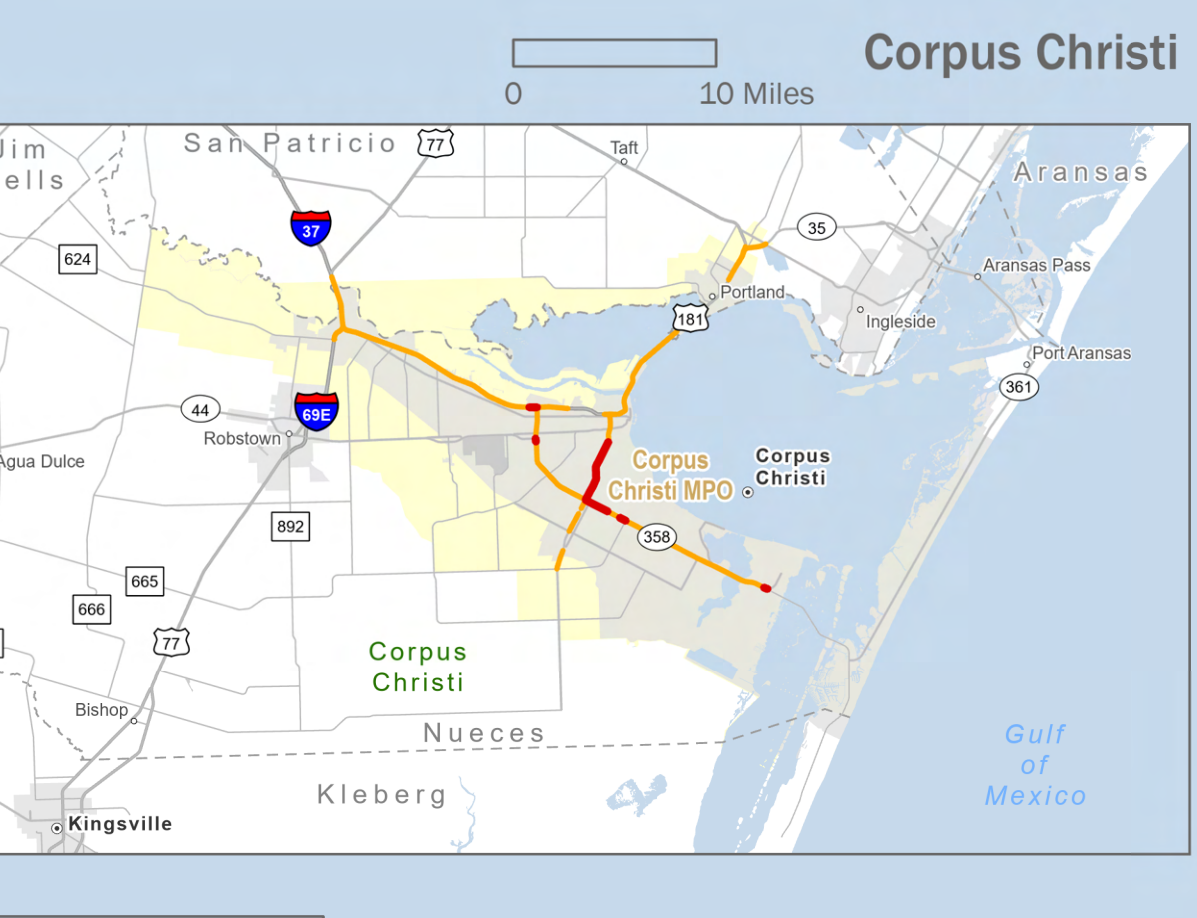 Corpus Christi
0
10 Miles
Jim
ells
San Patricio
77
Taft
Aransas
37
35
624
Aransas Pass
Portland
181
Ingleside
Port Aransas
361
44
69E
Robstown
Agua Dulce
Corpus
Christi MPO
Corpus
Christi
892
358
665
666
77
Corpus
Christi
Bishop
Nueces
Gulf
of
Mexico
Kleberg
Kingsville